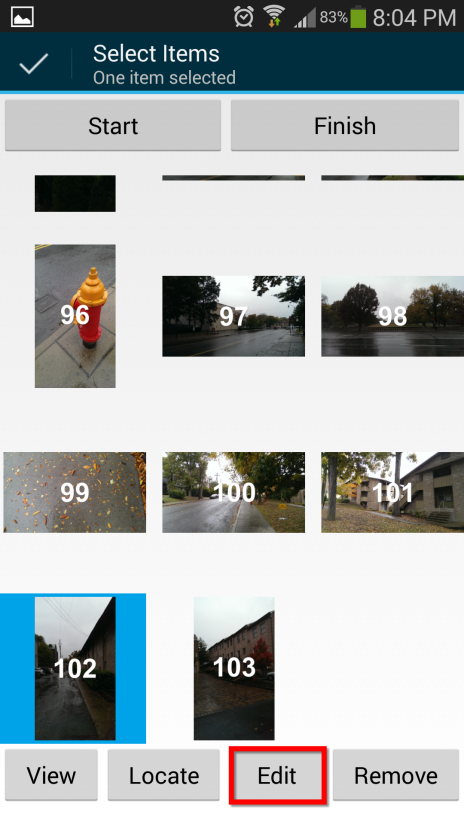 83% 8:04 PM
Select Items
One item selected
Start Finish
96 97 98
99 100 101
102 103
View Locate Edit Remove